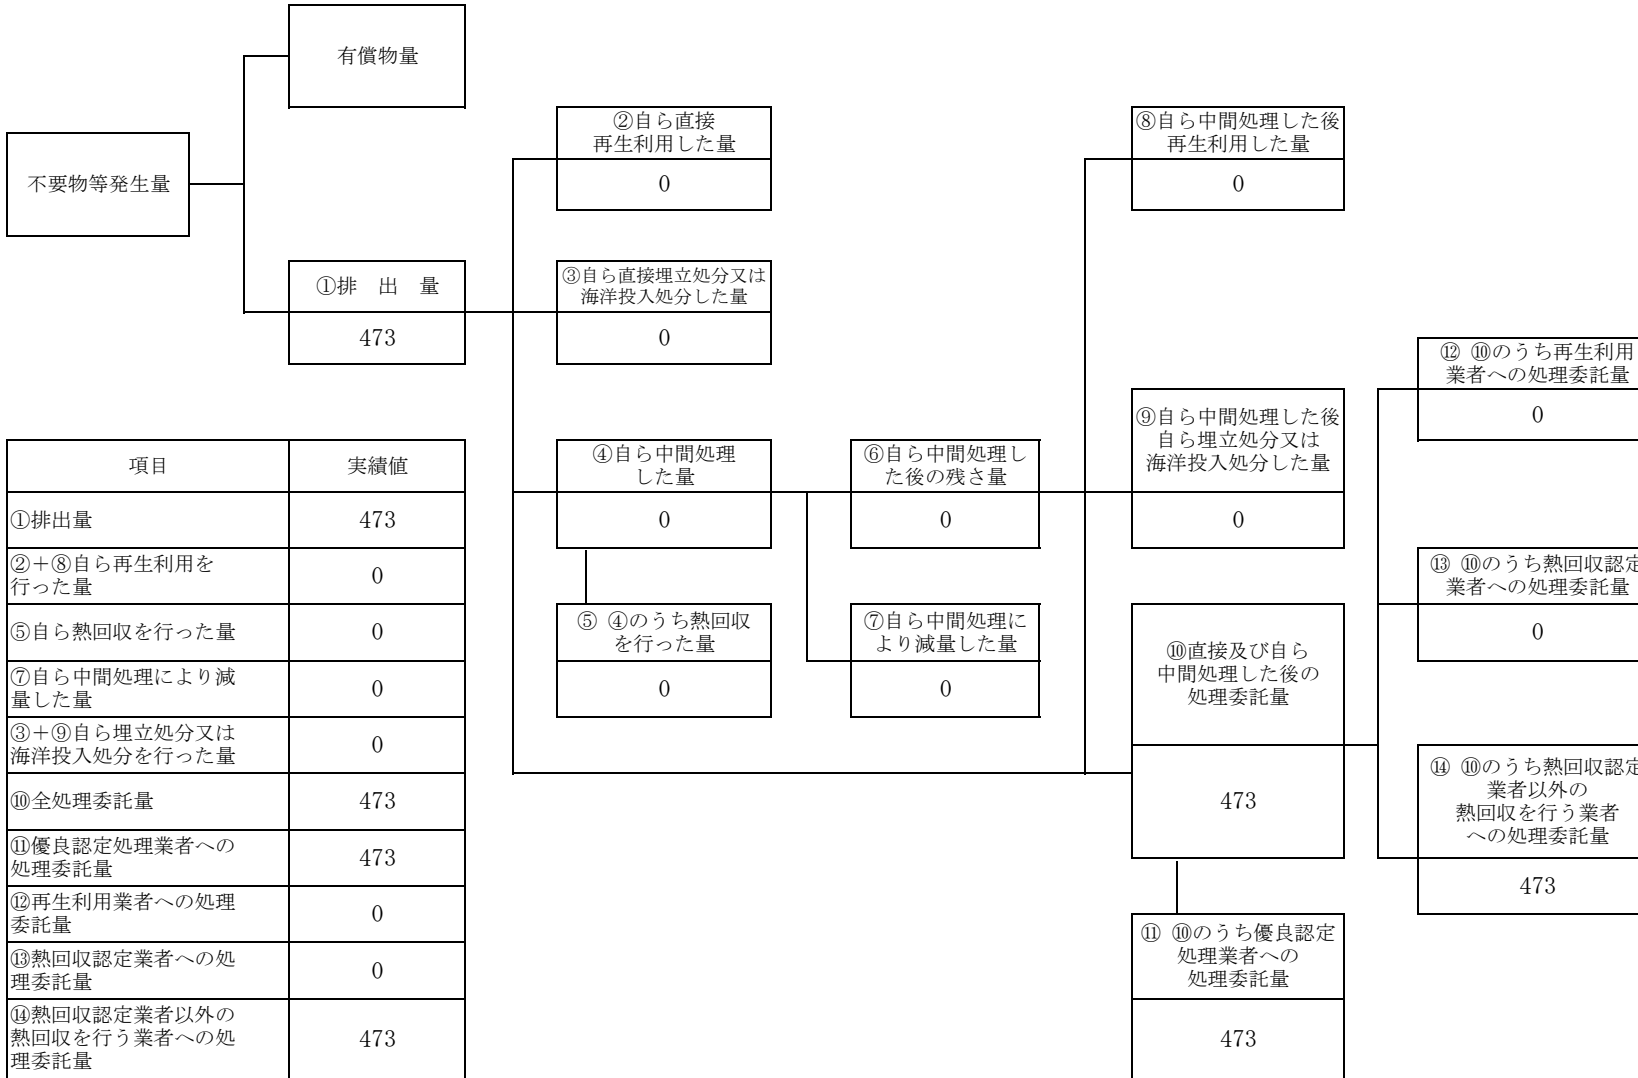 有償物量
不要物等発生量
①排　出　量
473
②自ら直接
再生利用した量
0
③自ら直接埋立処分又は
海洋投入処分した量
0
④自ら中間処理
した量
0
⑤ ④のうち熱回収
を行った量
0
⑥自ら中間処理し
た後の残さ量
0
⑦自ら中間処理に
より減量した量
0
⑧自ら中間処理した後
再生利用した量
0
⑨自ら中間処理した後
自ら埋立処分又は
海洋投入処分した量
0
⑩直接及び自ら
中間処理した後の
処理委託量
473
⑪ ⑩のうち優良認定
処理業者への
処理委託量
473
⑫ ⑩のうち再生利用
業者への処理委託量
0
⑬ ⑩のうち熱回収認定
業者への処理委託量
0
⑭ ⑩のうち熱回収認定
業者以外の
熱回収を行う業者
への処理委託量
473
項目 実績値
①排出量 473
②＋⑧自ら再生利用を
行った量 0
⑤自ら熱回収を行った量 0
⑦自ら中間処理により減
量した量 0
③＋⑨自ら埋立処分又は
海洋投入処分を行った量 0
⑩全処理委託量 473
⑪優良認定処理業者への
処理委託量 473
⑫再生利用業者への処理
委託量 0
⑬熱回収認定業者への処
理委託量 0
⑭熱回収認定業者以外の
熱回収を行う業者への処
理委託量 473